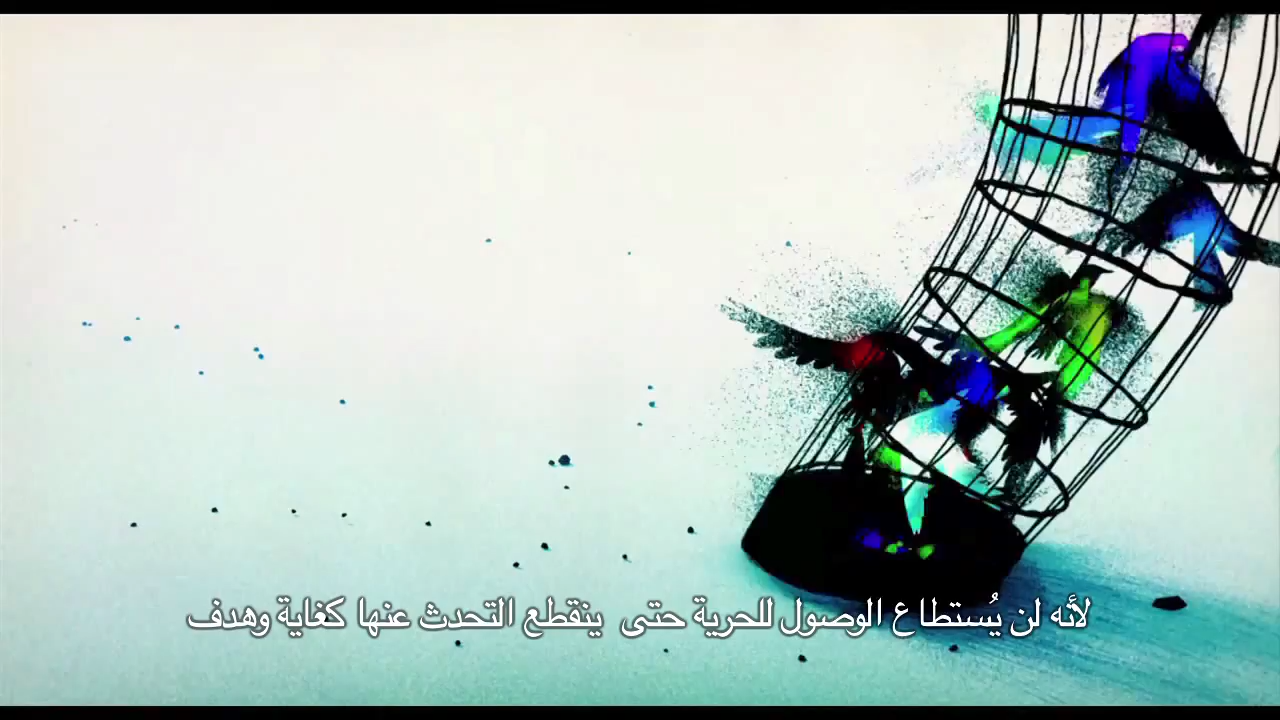 لأنه لن يُستطاع الوصول للحرية حتى ينقطع التحدث عنها كغاية وهدف